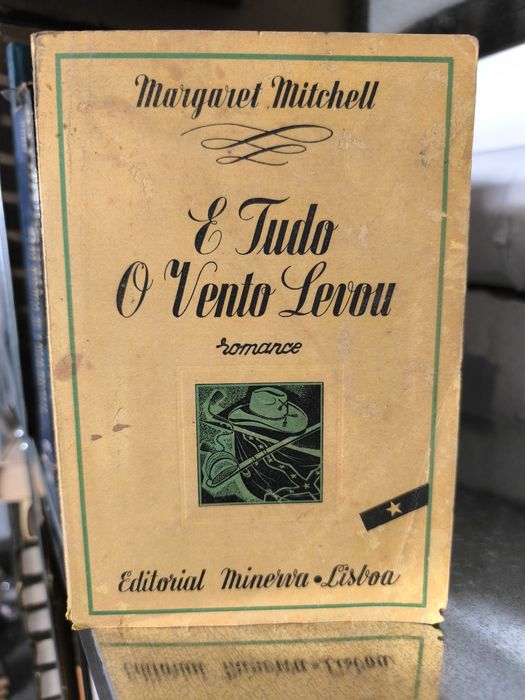 Margaret Mitchell
E Tudo
O Vento Levou
romance
Editorial Minerva • Lisboa